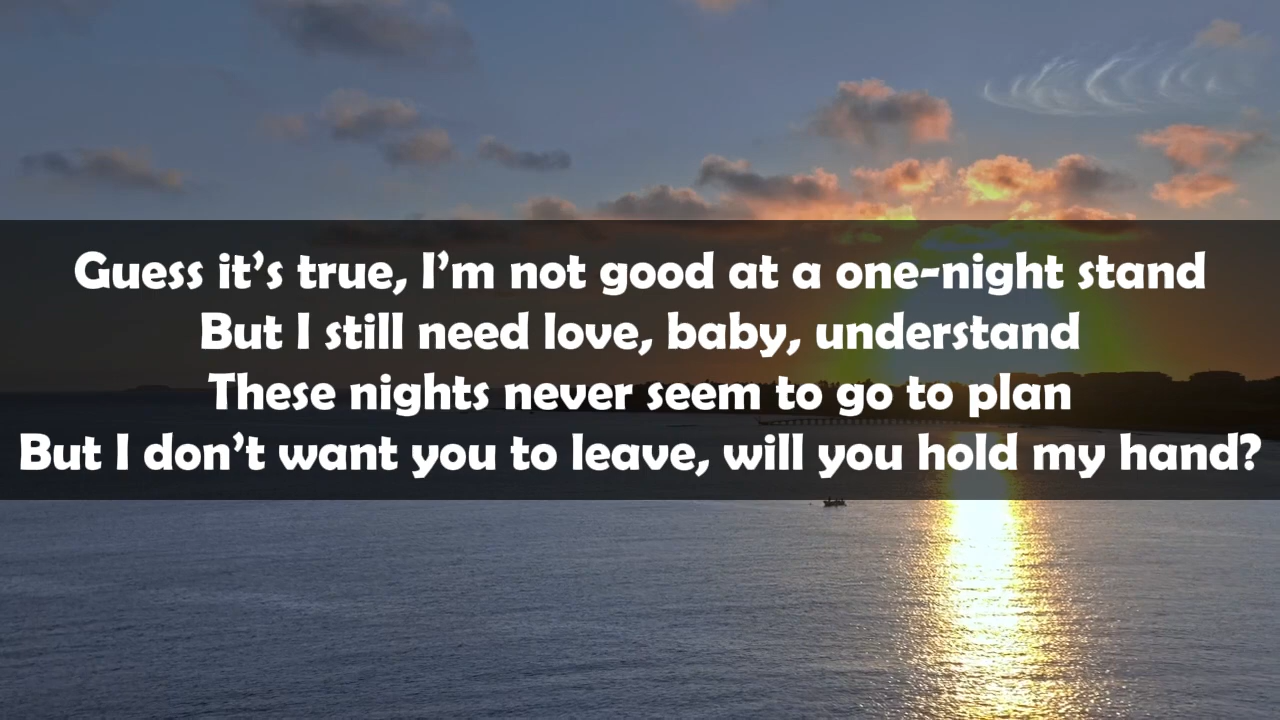 Guess it’s true, I’m not good at a one-night stand
But I still need love, baby, understand
These nights never seem to go to plan
But I don’t want you to leave, will you hold my hand?